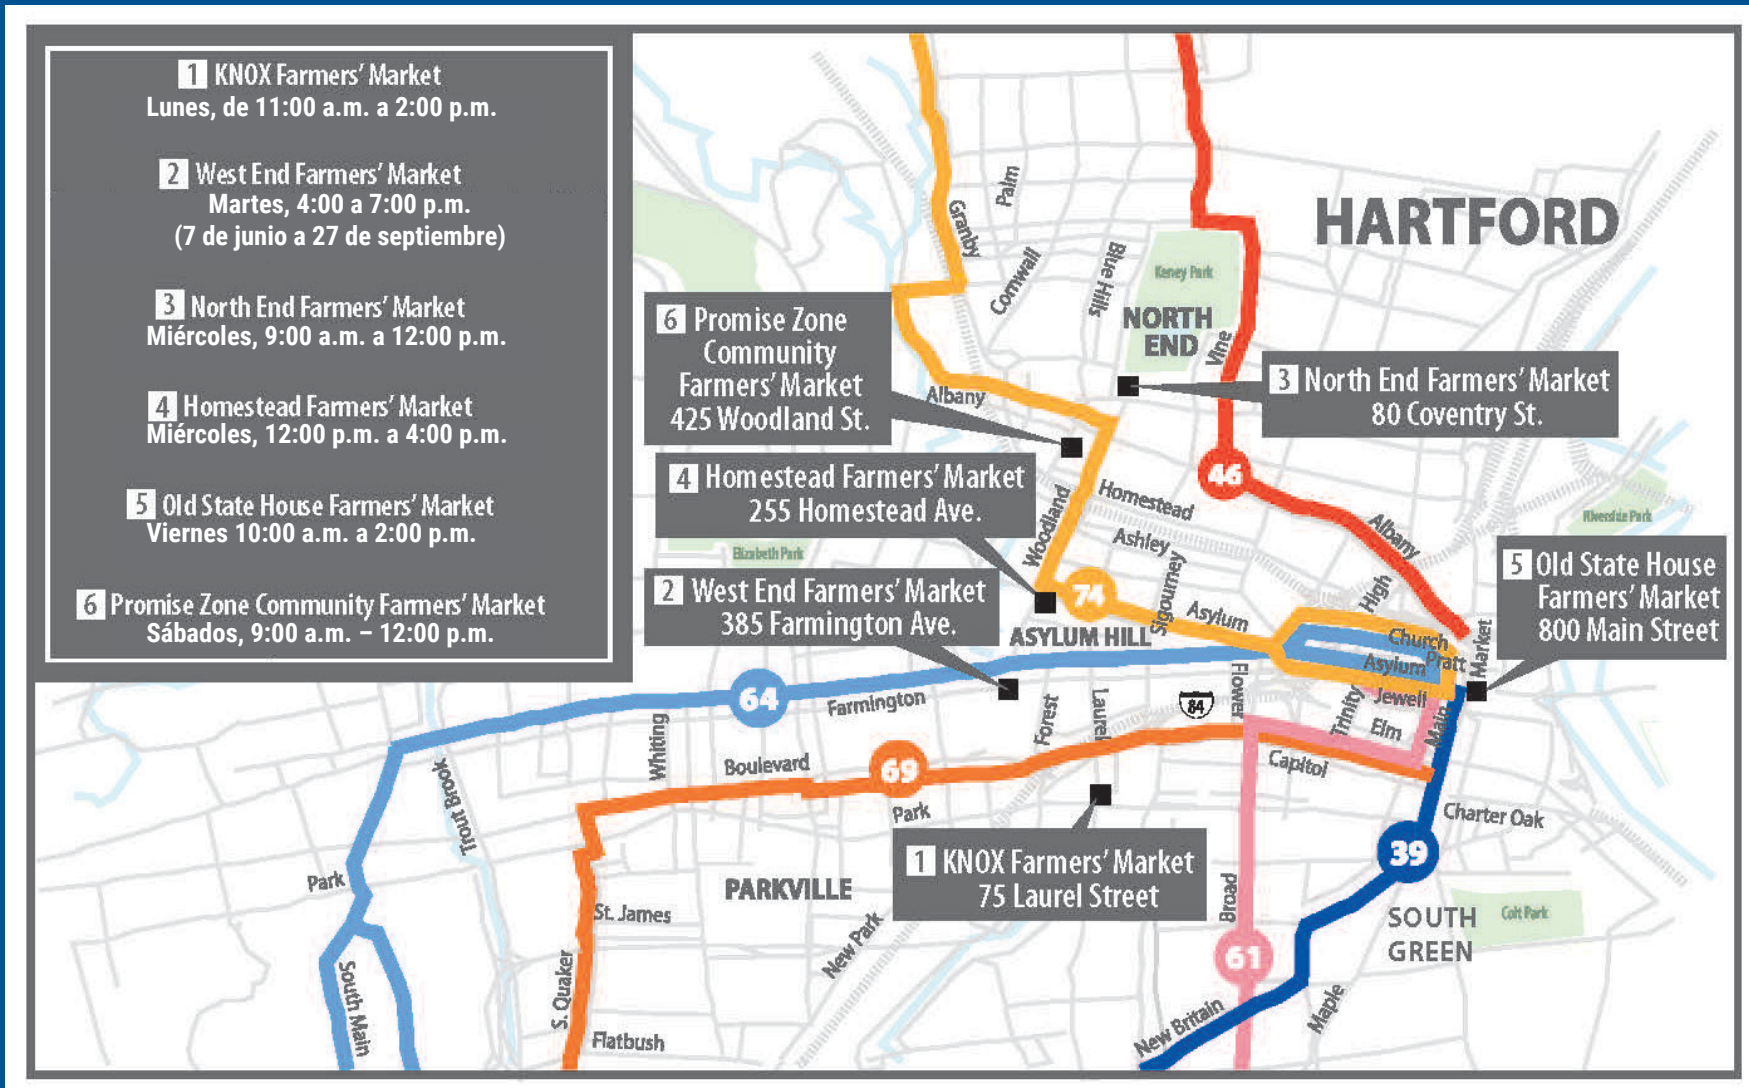 1 KNOX Farmers' Market
Lunes, de 11:00 a.m. a 2:00 p.m.
2 West End Farmers' Market
Martes, 4:00 a 7:00 p.m.
(7 de junio a 27 de septiembre)
3 North End Farmers' Market
Miércoles, 9:00 a.m. a 12:00 p.m.
4 Homestead Farmers' Market
Miércoles, 12:00 p.m. a 4:00 p.m.
5 Old State House Farmers' Market
Viernes 10:00 a.m. a 2:00 p.m.
6 Promise Zone Community Farmers' Market
Sábados, 9:00 a.m. – 12:00 p.m.
HARTFORD
Granby
Palm
Cornwall
Blue Hills
Keney Park
NORTH
END
Vine
6 Promise Zone
Community
Farmers' Market
425 Woodland St.
Albany
3 North End Farmers' Market
80 Coventry St.
4 Homestead Farmers' Market
255 Homestead Ave.
Woodland
Homestead
46
Albany
Riverside Park
Elizabeth Park
Ashley
Sigourney
High
5 Old State House
Farmers' Market
800 Main Street
2 West End Farmers' Market
385 Farmington Ave.
74
Asylum
ASYLUM HILL
Church
Asylum
Pratt
Market
Jewell
64
Farmington
Whiting
Forest
Laurel
84
Flower
Trinity
Elm
Main
Boulevard
69
Capitol
Trout Brook
Park
Charter Oak
1 KNOX Farmers' Market
75 Laurel Street
39
Park
PARKVILLE
St. James
New Park
Broad
SOUTH
GREEN
Colt Park
61
South Main
S. Quaker
Flatbush
New Britain
Maple